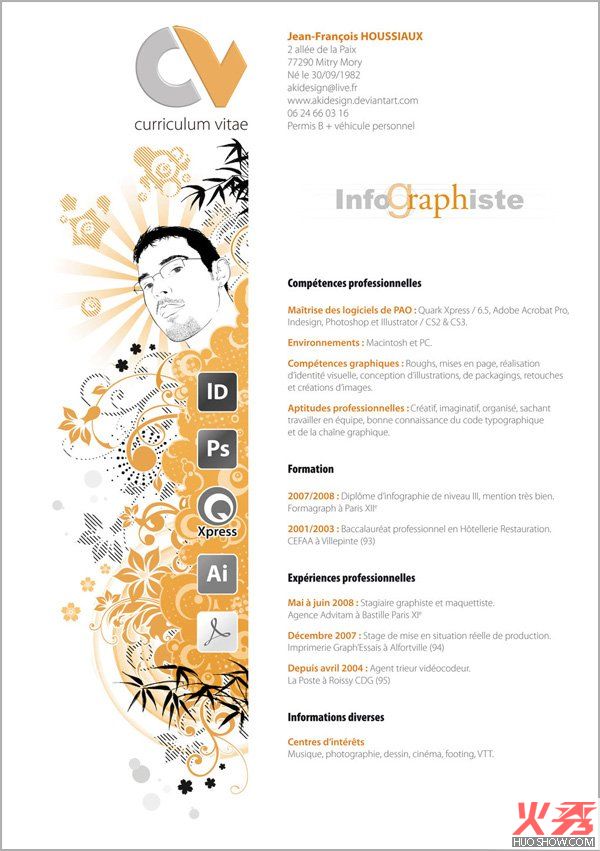 CV
curriculum vitae
Jean-François HOUSSIAUX
2 allée de la Paix
77290 Mitry Mory
Né le 30/09/1982
akidesign@live.fr
www.akidesign.deviantart.com
06 24 66 03 16
Permis B + véhicule personnel
Infographiste
Compétences professionnelles
Maîtrise des logiciels de PAO : Quark Xpress / 6.5, Adobe Acrobat Pro,
Indesign, Photoshop et Illustrator / CS2 & CS3.
Environnements : Macintosh et PC.
Compétences graphiques : Roughs, mises en page, réalisation
d'identité visuelle, conception d'illustrations, de packagings, retouches
et créations d'images.
Aptitudes professionnelles : Créatif, imaginatif, organisé, sachant
travailler en équipe, bonne connaissance du code typographique
et de la chaîne graphique.
ID
Ps
Xpress
Ai
Formation
2007/2008 : Diplôme d'infographie de niveau III, mention très bien.
Formagraph à Paris XIIe
2001/2003 : Baccalauréat professionnel en Hôtellerie Restauration.
CEFAA à Villepinte (93)
Expériences professionnelles
Mai à juin 2008 : Stagiaire graphiste et maquettiste.
Agence Advitam à Bastille Paris XIe
Décembre 2007 : Stage de mise en situation réelle de production.
Imprimerie Graph'Essais à Alfortville (94)
Depuis avril 2004 : Agent trieur vidéocodeur.
La Poste à Roissy CDG (95)
Informations diverses
Centres d'intérêts
Musique, photographie, dessin, cinéma, footing, VTT.
火秀
HUOSHOW.COM